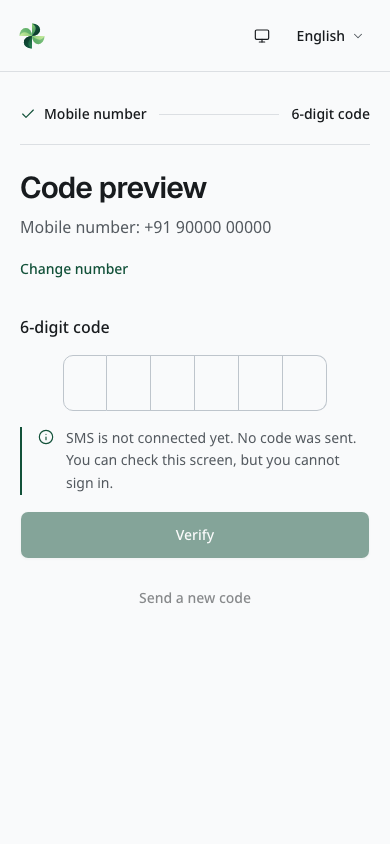 English
Mobile number
6-digit code
Code preview
Mobile number: +91 90000 00000
Change number
6-digit code
SMS is not connected yet. No code was sent.
You can check this screen, but you cannot
sign in.
Verify
Send a new code